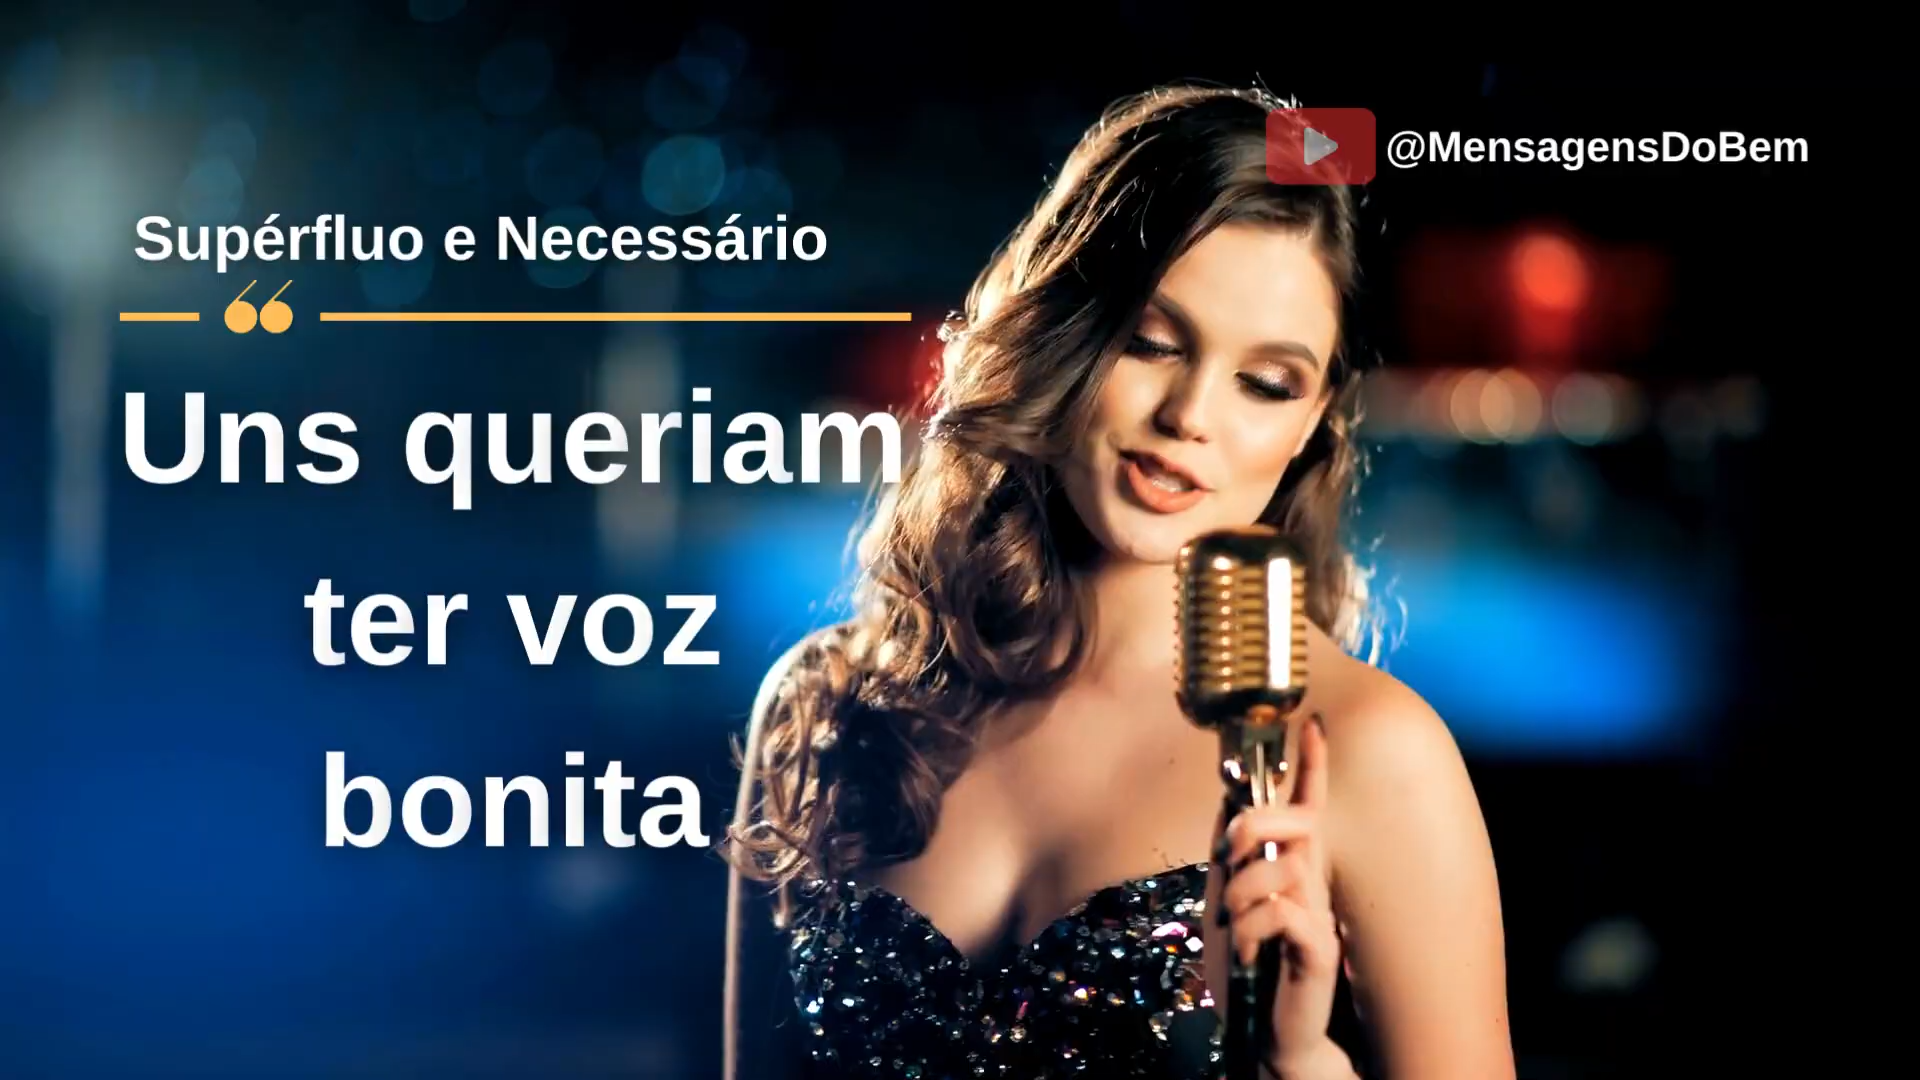 @MensagensDoBem
Supérfluo e Necessário
Uns queriam
ter voz
bonita